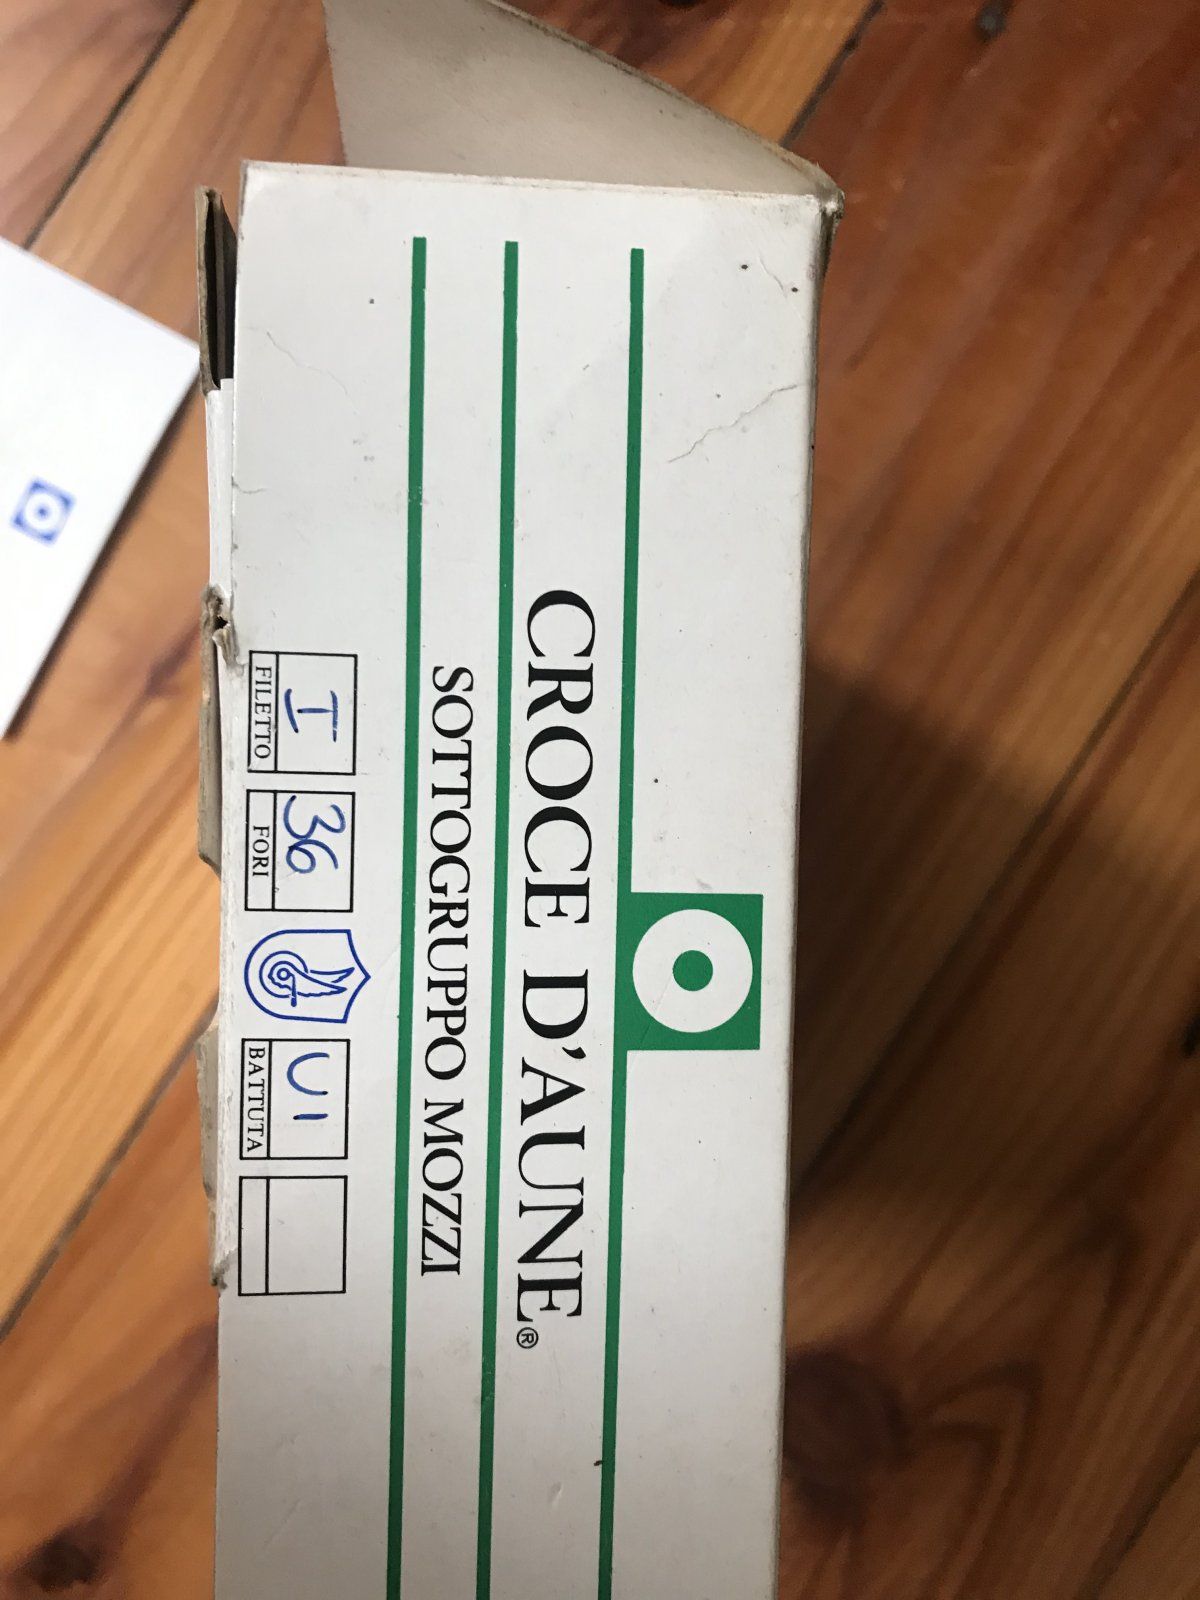 CROCE D'AUNE®
SOTTOGRUPPO MOZZI
I 36 U1
FILETTO FORI BATTUTA